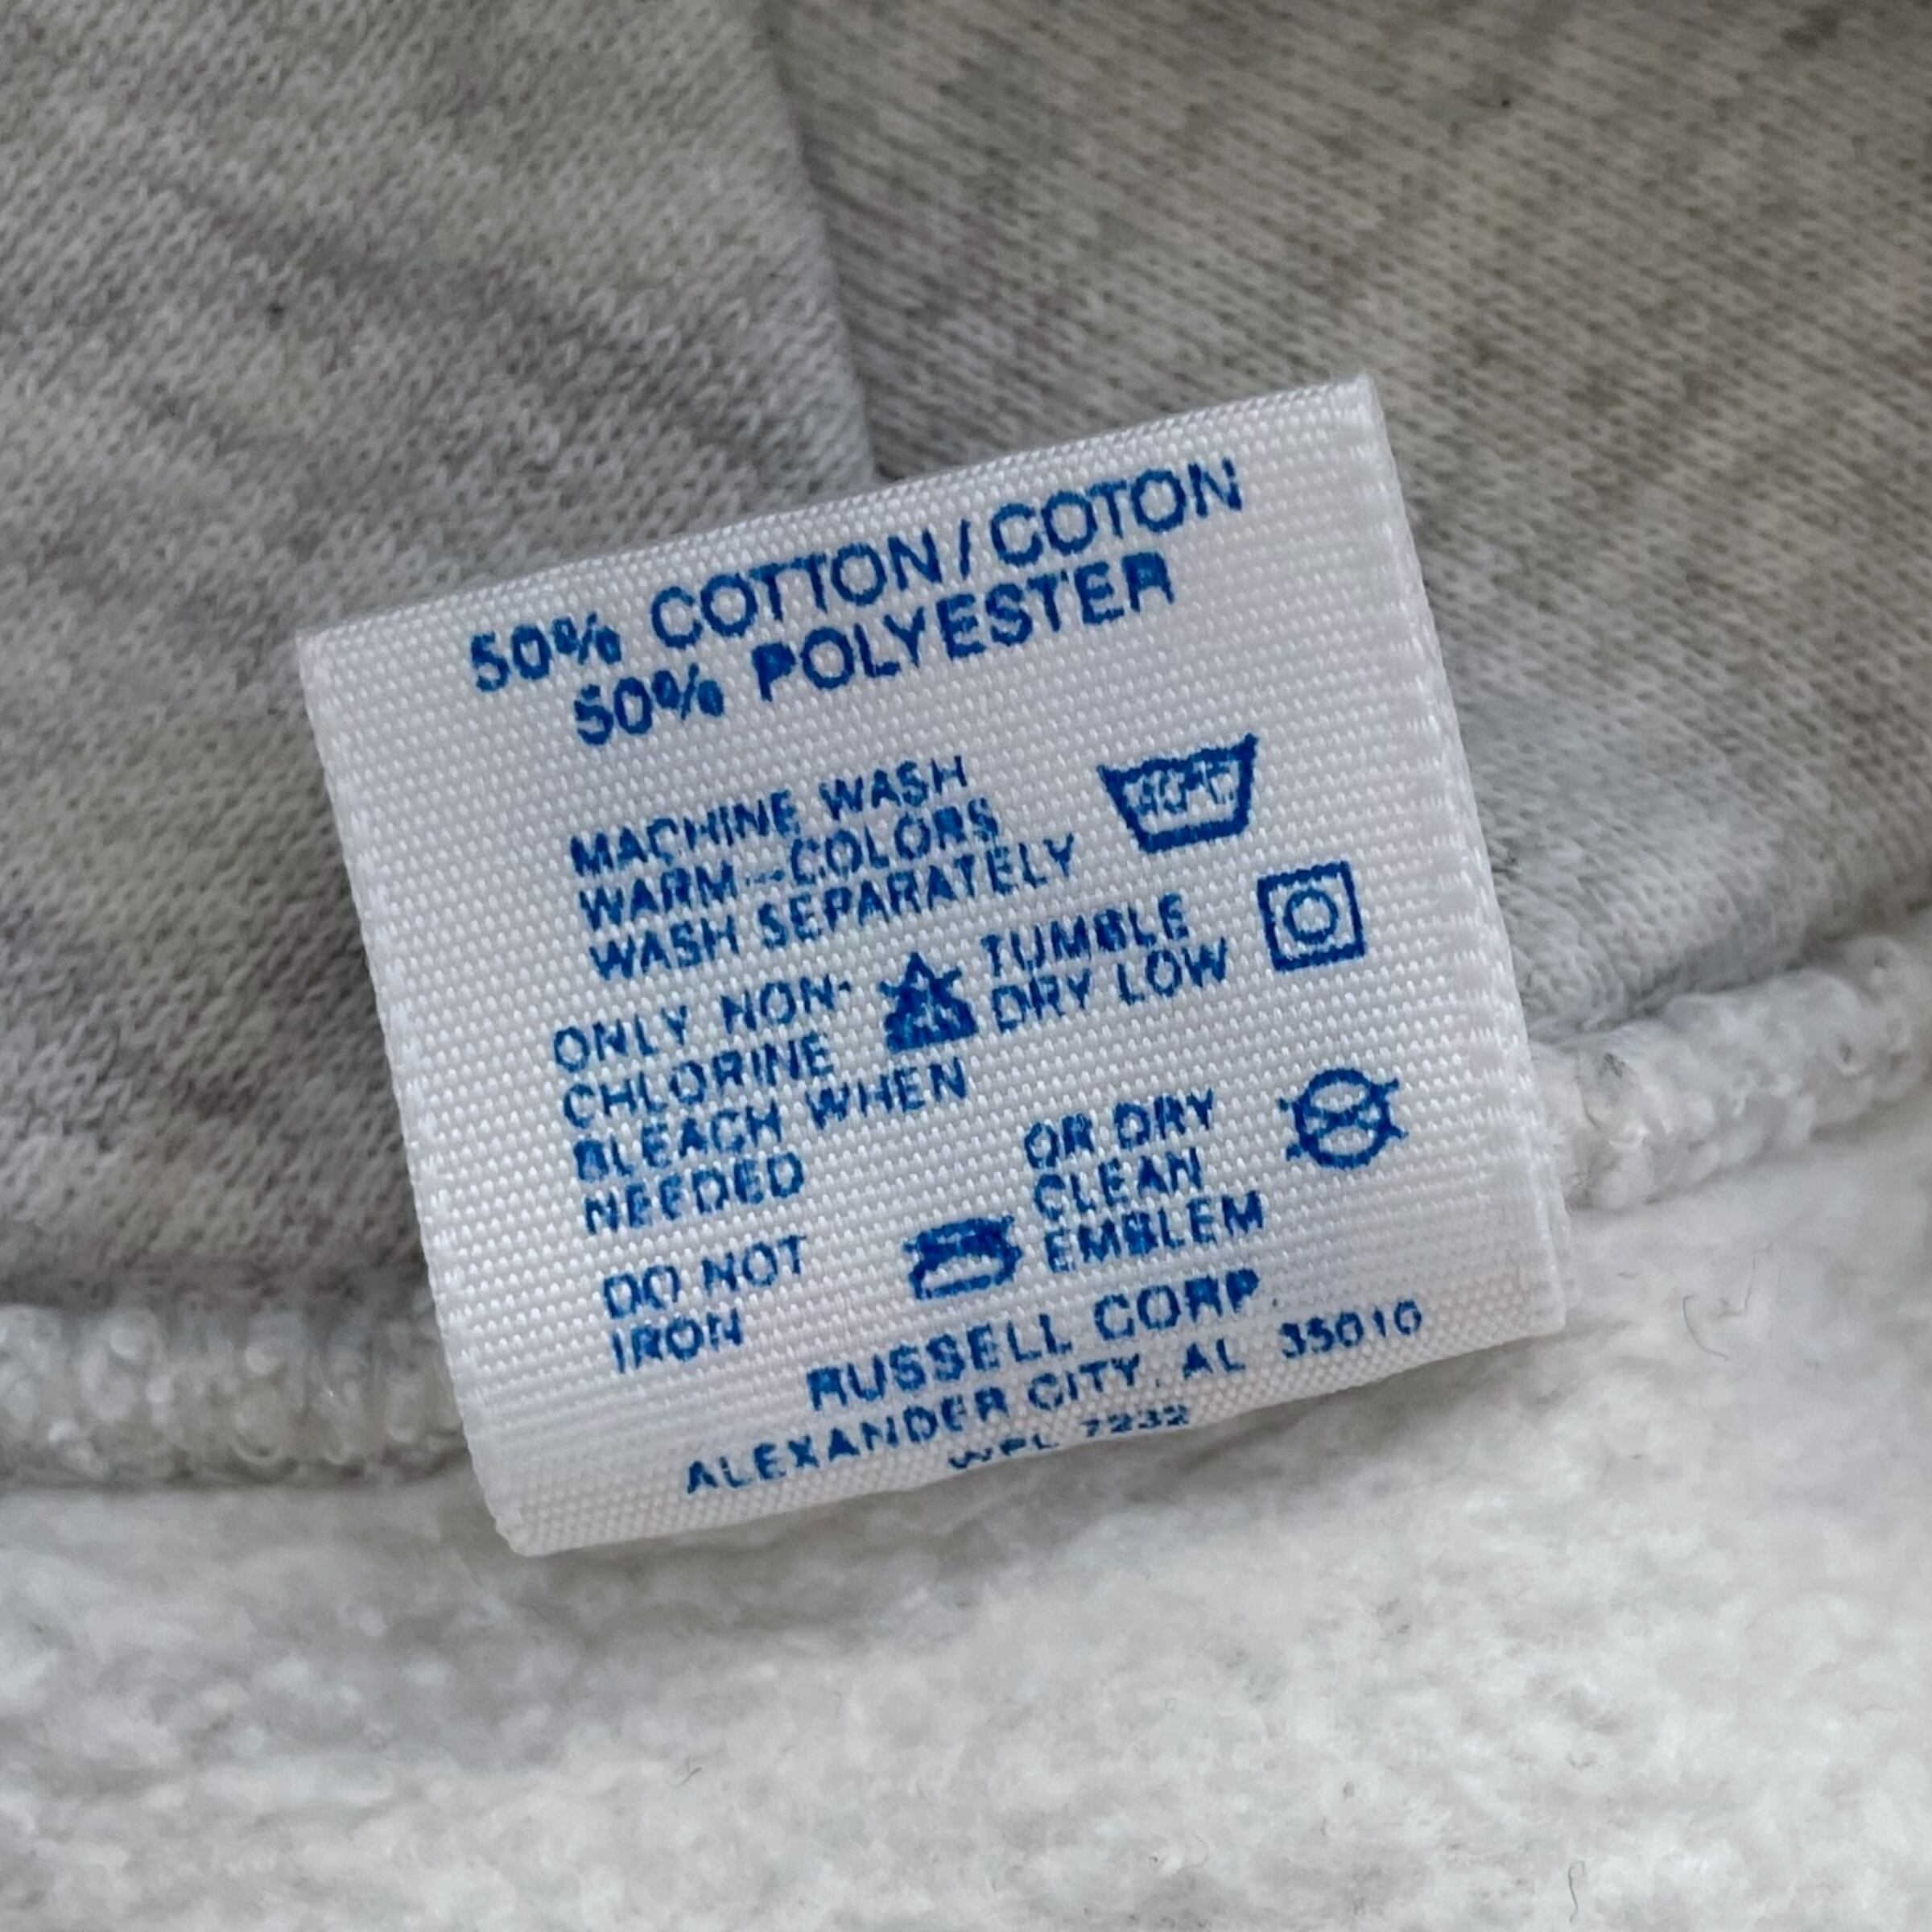 50% COTTON/COTON
50% POLYESTER
MACHINE WASH
WARM--COLORS
WASH SEPARATELY
40°C
ONLY NON-
CHLORINE
BLEACH WHEN
NEEDED
TUMBLE
DRY LOW
DO NOT
IRON
OR DRY
CLEAN
EMBLEM
RUSSELL CORP.
ALEXANDER CITY, AL 35010
WPL 7232